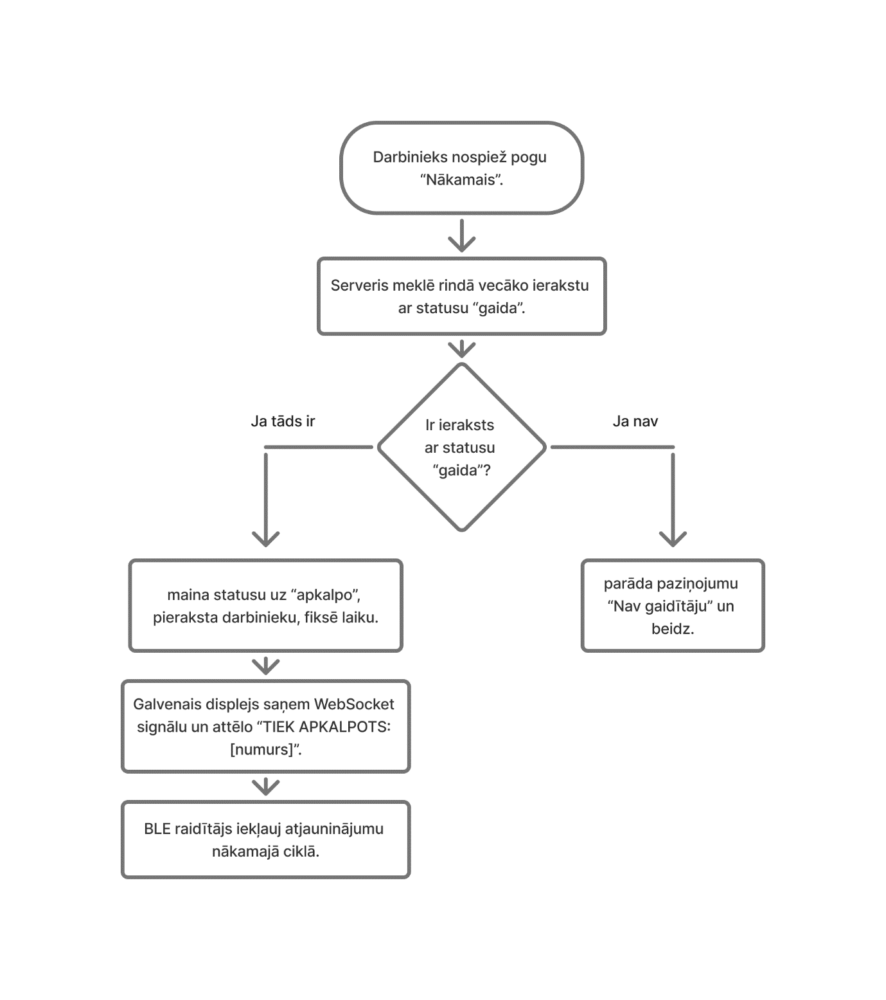 Darbinieks nospiež pogu
“Nākamais”.
Serveris meklē rindā vecāko ierakstu
ar statusu “gaida”.
Ja tāds ir
Ja nav
Ir ieraksts
ar statusu
“gaida”?
maina statusu uz “apkalpo”,
pieraksta darbinieku, fiksē laiku.
parāda paziņojumu
“Nav gaidītāju” un
beidz.
Galvenais displejs saņem WebSocket
signālu un attēlo “TIEK APKALPOTS:
[numurs]”.
BLE raidītājs iekļauj atjauninājumu
nākamajā ciklā.